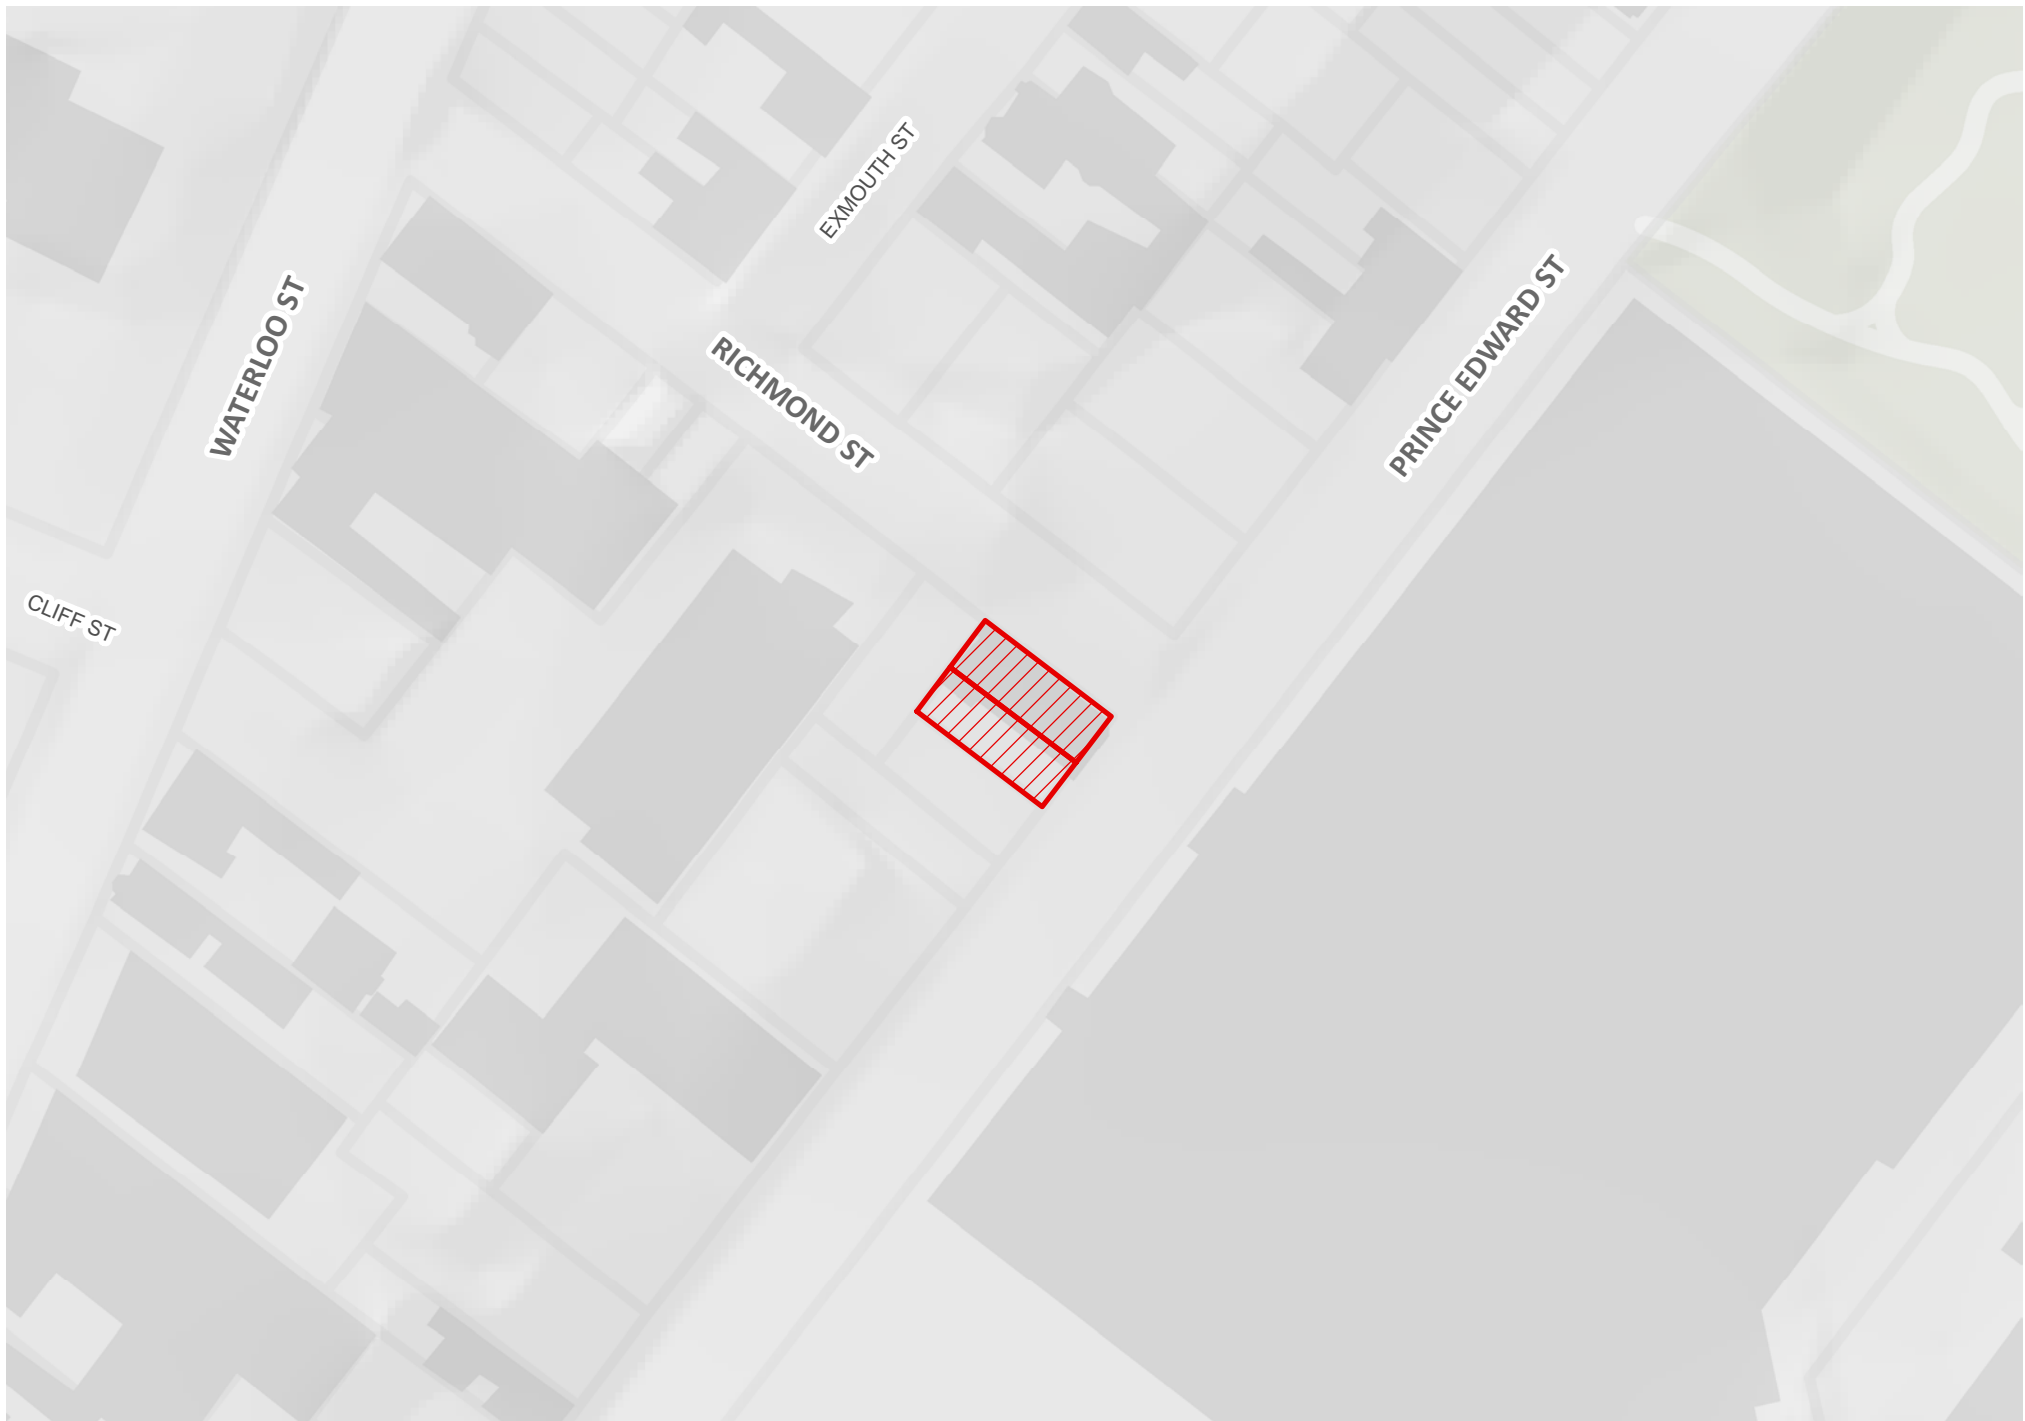 EXMOUTH ST
WATERLOO ST
RICHMOND ST
PRINCE EDWARD ST
CLIFF ST